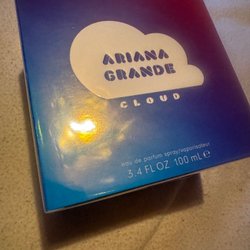 ARIANA
GRANDE
CLOUD
eau de parfum spray/vaporisateur
3.4 FL OZ 100 mL ℮